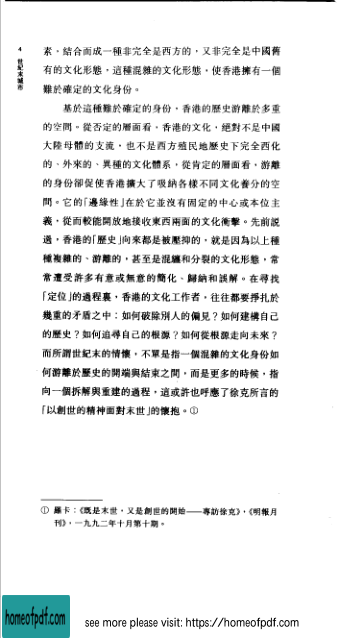 4
世紀末城市
素，結合而成一種非完全是西方的，又非完全是中國舊
有的文化形態，這種混雜的文化形態，使香港擁有一個
難於確定的文化身份。
基於這種難於確定的身份，香港的歷史游離於多重
的空間。從否定的層面看，香港的文化，絕對不是中國
大陸母體的支流，也不是西方殖民地歷史下完全西化
的、外來的、異種的文化體系，從肯定的層面看，游離
的身份卻促使香港擴大了吸納各樣不同文化養分的空
間。它的「邊緣性」在於它並沒有固定的中心或本位主
義，從而較能開放地接收東西兩面的文化衝擊。先前說
過，香港的「歷史」向來都是被壓抑的，就是因為以上種
種複雜的、游離的，甚至是混纏和分裂的文化形態，常
常遭受許多有意或無意的簡化、歸納和誤解。在尋找
「定位」的過程裏，香港的文化工作者，往往都要掙扎於
幾重的矛盾之中：如何破除別人的偏見？如何建構自己
的歷史？如何追尋自己的根源？如何從根源走向未來？
而所謂世紀末的情懷，不單是指一個混雜的文化身份如
何游離於歷史的開端與結束之間，而是更多的時候，指
向一個拆解與重建的過程，這或許也呼應了徐克所言的
「以創世的精神面對末世」的懷抱。①
① 羅卡：《既是末世，又是創世的開始——專訪徐克》，《明報月
刊》，一九九二年十月第十期。
homeofpdf.com
see more please visit: https://homeofpdf.com